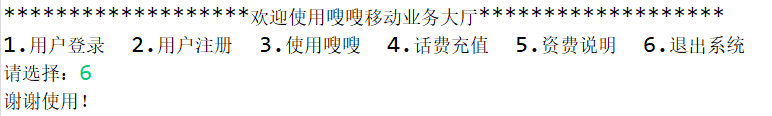 *******************欢迎使用嗖嗖移动业务大厅*******************
1.用户登录  2.用户注册  3.使用嗖嗖  4.话费充值  5.资费说明  6.退出系统
请选择：6
谢谢使用！